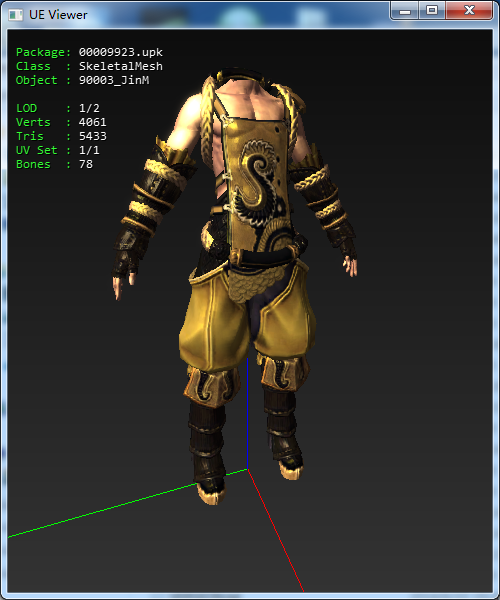 UE Viewer
Package: 00009923.upk
Class : SkeletalMesh
Object : 90003_JinM
LOD : 1/2
Verts : 4061
Tris : 5433
UV Set : 1/1
Bones : 78